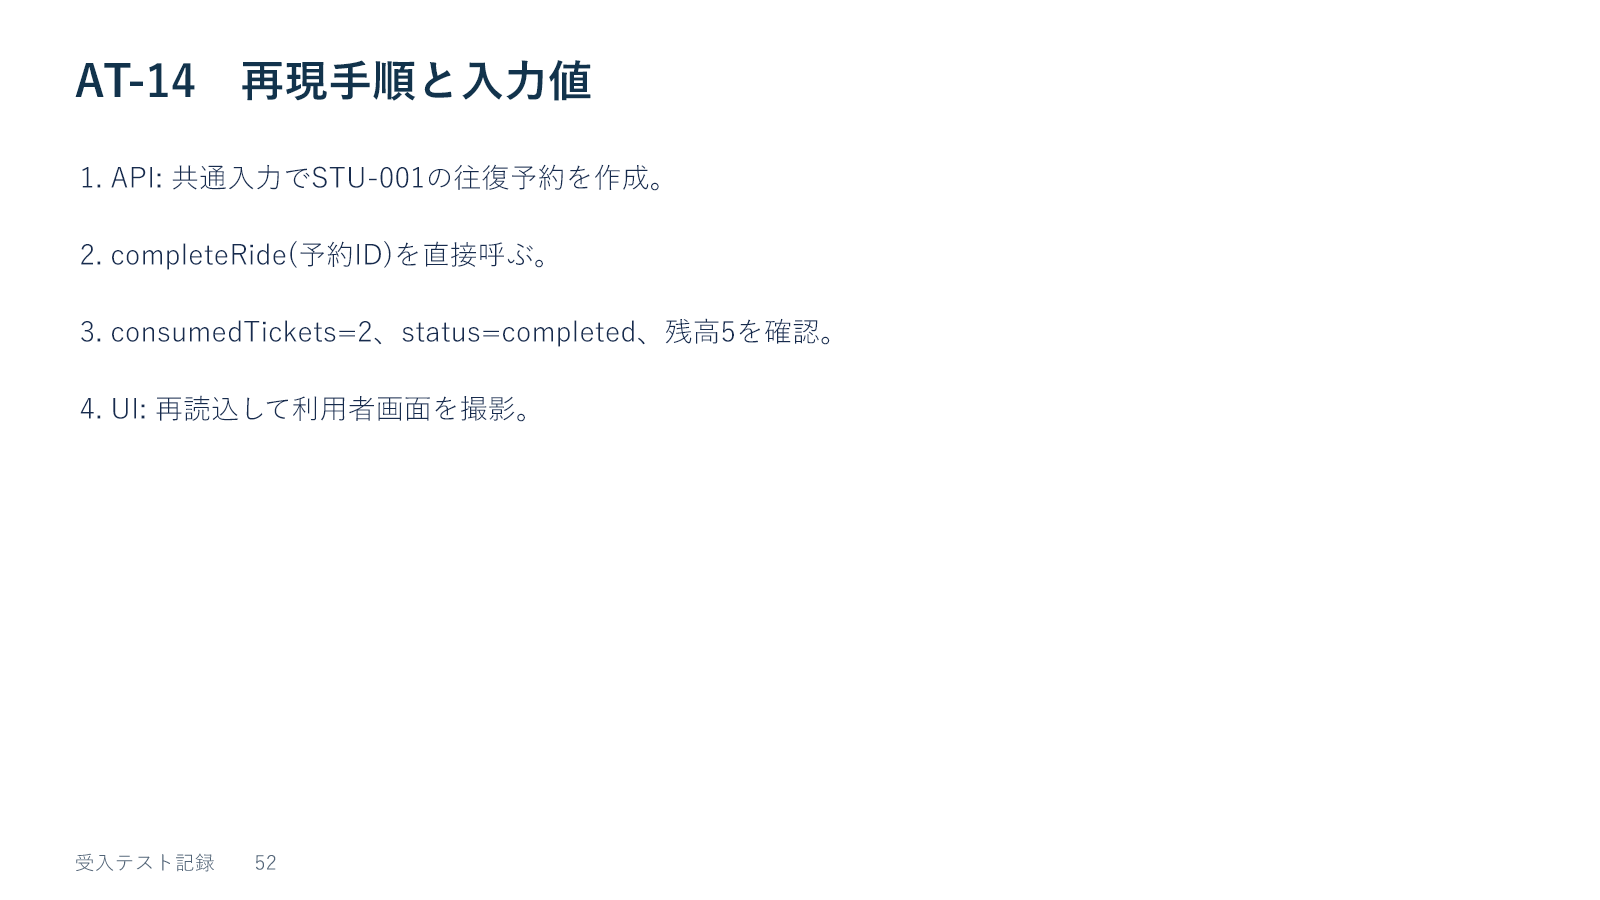 AT-14　再現手順と入力値
1. API: 共通入力でSTU-001の往復予約を作成。
2. completeRide(予約ID)を直接呼ぶ。
3. consumedTickets=2、status=completed、残高5を確認。
4. UI: 再読込して利用者画面を撮影。
受入テスト記録　　52